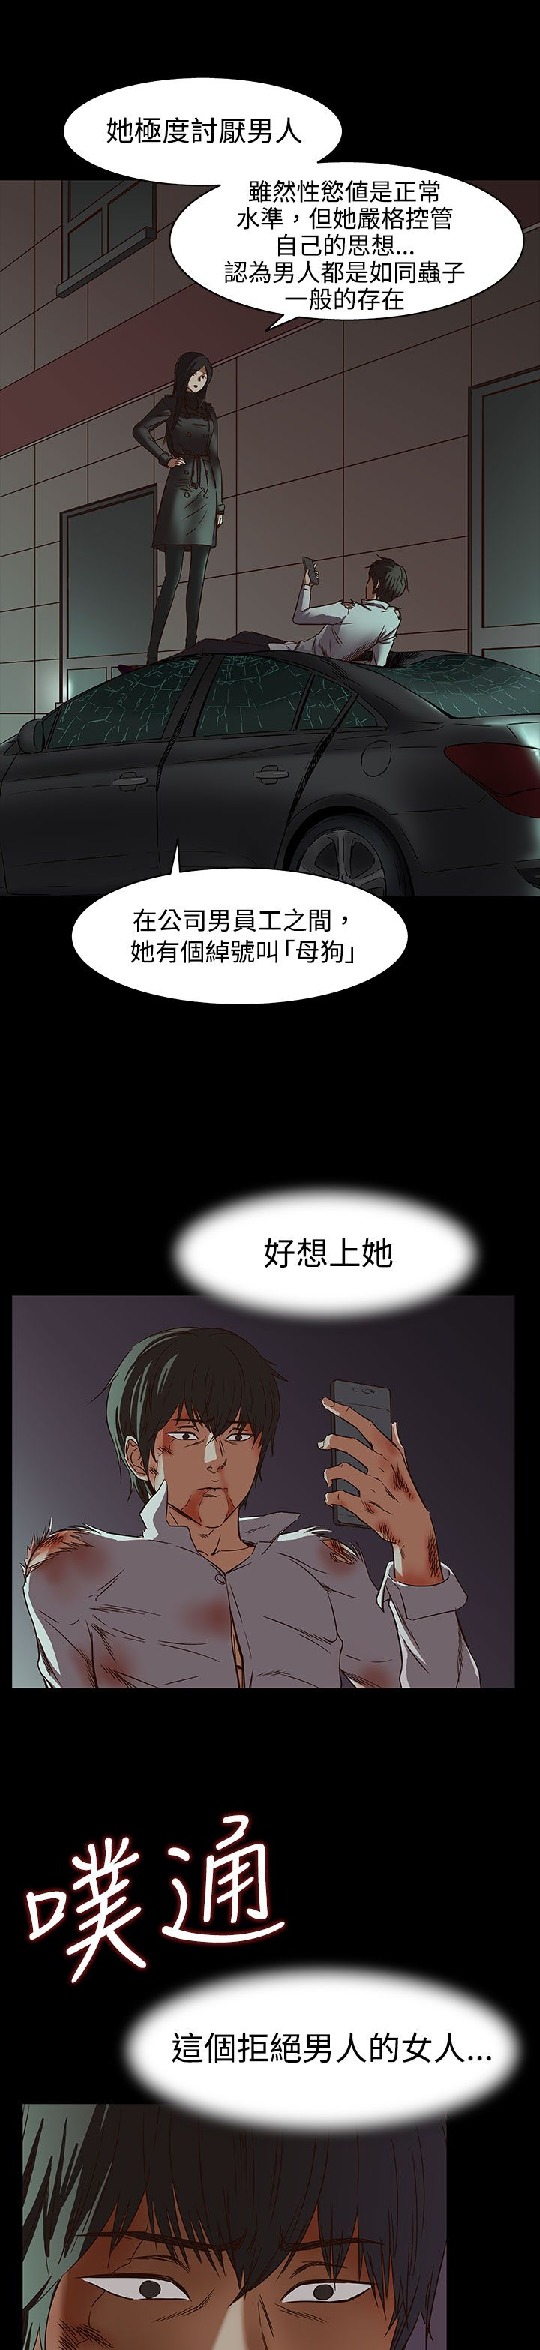 她極度討厭男人
雖然性慾值是正常
水準，但她嚴格控管
自己的思想...
認為男人都是如同蟲子
一般的存在
在公司男員工之間，
她有個綽號叫「母狗」
好想上她
噗通
這個拒絕男人的女人...